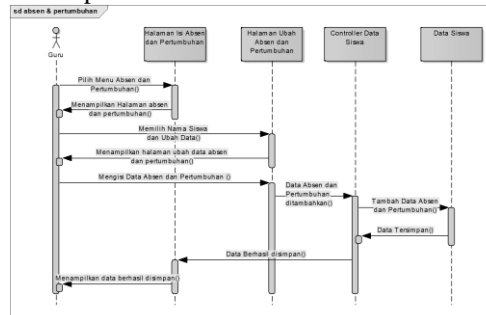 sd absen & pertumbuhan
Guru
Halaman Isi Absen
dan Pertumbuhan
Halaman Ubah
Absen dan
Pertumbuhan
Controller Data
Siswa
Data Siswa
Pilih Menu Absen dan
Pertumbuhan()
Menampilkan Halaman absen
dan pertumbuhan()
Memilih Nama Siswa
dan Ubah Data()
Menampilkan halaman ubah data absen
dan pertumbuhan()
Mengisi Data Absen dan Pertumbuhan ()
Data Absen dan
Pertumbuhan
ditambahkan()
Tambah Data Absen
dan Pertumbuhan()
Data Tersimpan()
Data Berhasil disimpan()
Menampilkan data berhasil disimpan()